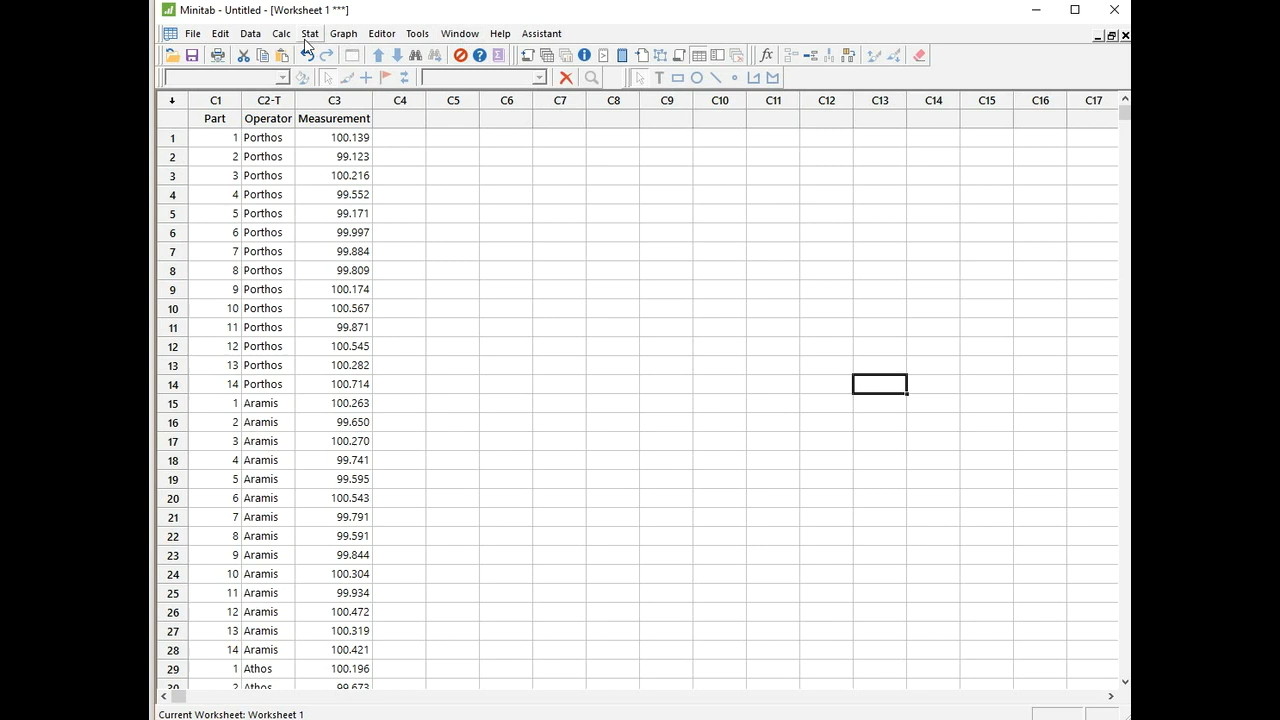 Minitab - Untitled - [Worksheet 1 ***]
File Edit Data Calc Stat Graph Editor Tools Window Help Assistant
C1 C2-T C3 C4 C5 C6 C7 C8 C9 C10 C11 C12 C13 C14 C15 C16 C17
Part Operator Measurement
1 1 Porthos 100.139
2 2 Porthos 99.123
3 3 Porthos 100.216
4 4 Porthos 99.552
5 5 Porthos 99.171
6 6 Porthos 99.997
7 7 Porthos 99.884
8 8 Porthos 99.809
9 9 Porthos 100.174
10 10 Porthos 100.567
11 11 Porthos 99.871
12 12 Porthos 100.545
13 13 Porthos 100.282
14 14 Porthos 100.714
15 1 Aramis 100.263
16 2 Aramis 99.650
17 3 Aramis 100.270
18 4 Aramis 99.741
19 5 Aramis 99.595
20 6 Aramis 100.543
21 7 Aramis 99.791
22 8 Aramis 99.591
23 9 Aramis 99.844
24 10 Aramis 100.304
25 11 Aramis 99.934
26 12 Aramis 100.472
27 13 Aramis 100.319
28 14 Aramis 100.421
29 1 Athos 100.196
30 2 Athos 99.673
Current Worksheet: Worksheet 1